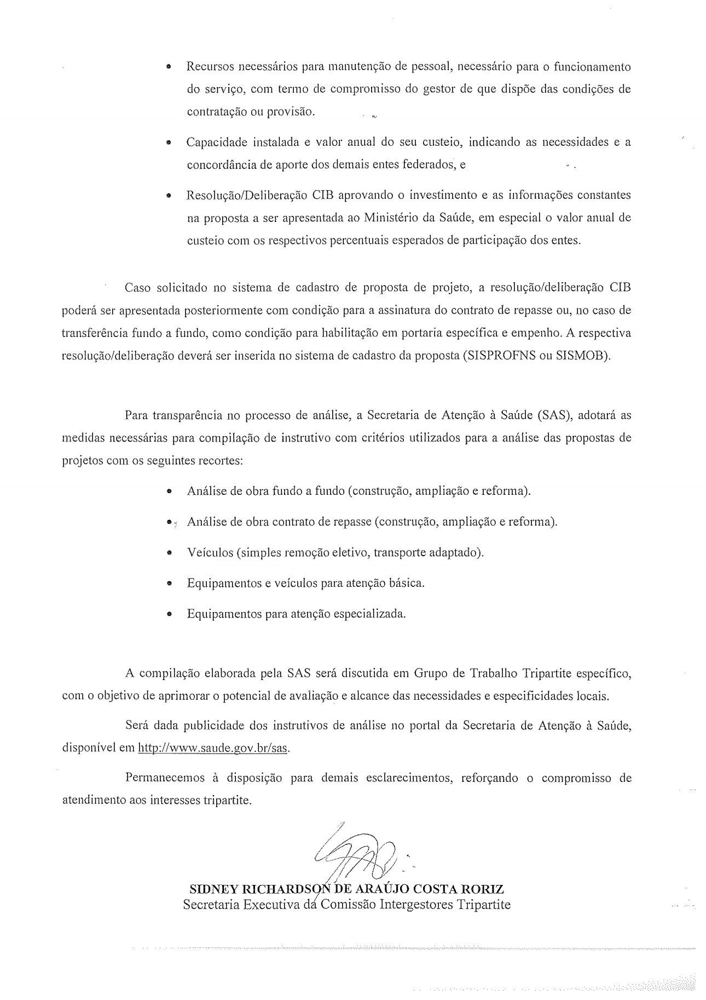 • Recursos necessários para manutenção de pessoal, necessário para o funcionamento
do serviço, com termo de compromisso do gestor de que dispõe das condições de
contratação ou provisão.
• Capacidade instalada e valor anual do seu custeio, indicando as necessidades e a
concordância de aporte dos demais entes federados, e
• Resolução/Deliberação CIB aprovando o investimento e as informações constantes
na proposta a ser apresentada ao Ministério da Saúde, em especial o valor anual de
custeio com os respectivos percentuais esperados de participação dos entes.
Caso solicitado no sistema de cadastro de proposta de projeto, a resolução/deliberação CIB
poderá ser apresentada posteriormente com condição para a assinatura do contrato de repasse ou, no caso de
transferência fundo a fundo, como condição para habilitação em portaria específica e empenho. A respectiva
resolução/deliberação deverá ser inserida no sistema de cadastro da proposta (SISPROFNS ou SISMOB).
Para transparência no processo de análise, a Secretaria de Atenção à Saúde (SAS), adotará as
medidas necessárias para compilação de instrutivo com critérios utilizados para a análise das propostas de
projetos com os seguintes recortes:
• Análise de obra fundo a fundo (construção, ampliação e reforma).
• Análise de obra contrato de repasse (construção, ampliação e reforma).
• Veículos (simples remoção eletivo, transporte adaptado).
• Equipamentos e veículos para atenção básica.
• Equipamentos para atenção especializada.
A compilação elaborada pela SAS será discutida em Grupo de Trabalho Tripartite específico,
com o objetivo de aprimorar o potencial de avaliação e alcance das necessidades e especificidades locais.
Será dada publicidade dos instrutivos de análise no portal da Secretaria de Atenção à Saúde,
disponível em http://www.saude.gov.br/sas.
Permanecemos à disposição para demais esclarecimentos, reforçando o compromisso de
atendimento aos interesses tripartite.
SIDNEY RICHARDSON DE ARAÚJO COSTA RORIZ
Secretaria Executiva da Comissão Intergestores Tripartite